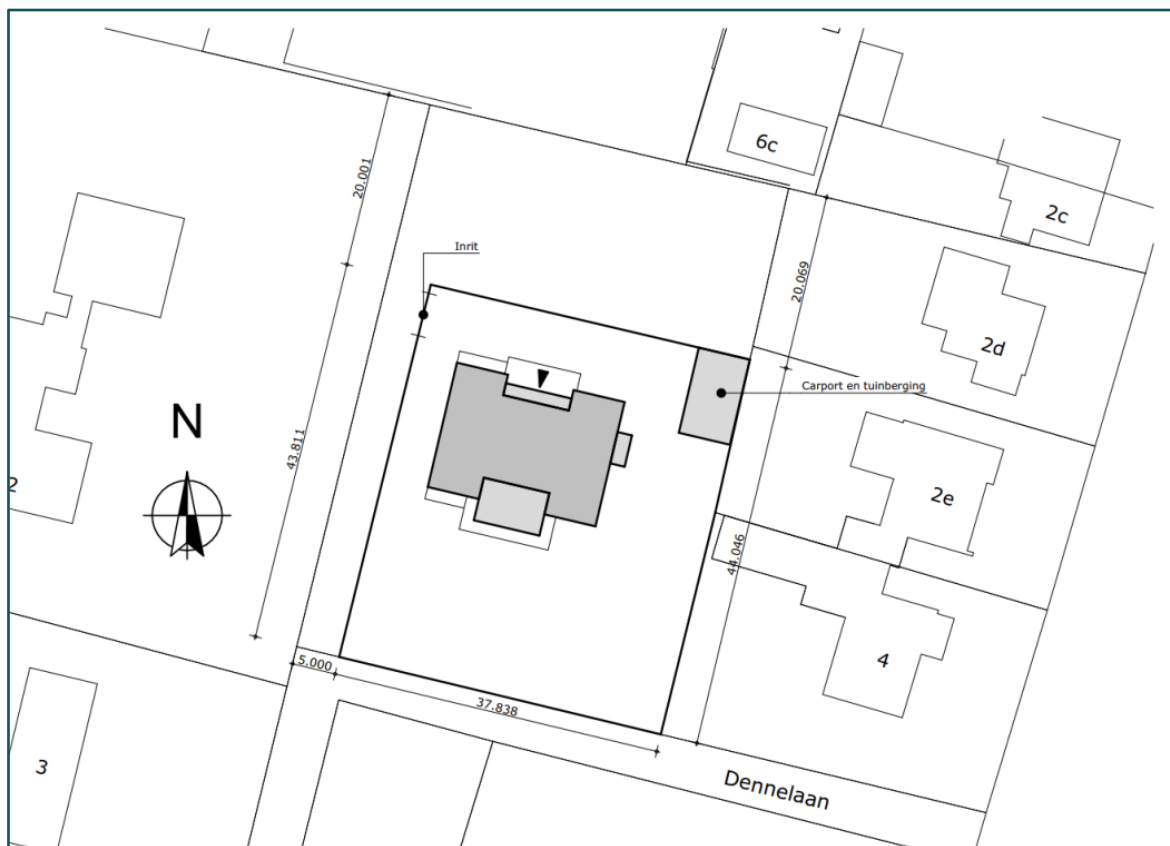 6c
20.001
2c
Inrit
20.069
2d
Carport en tuinberging
N
43.811
2
2e
44.046
4
5.000
37.838
3
Dennelaan